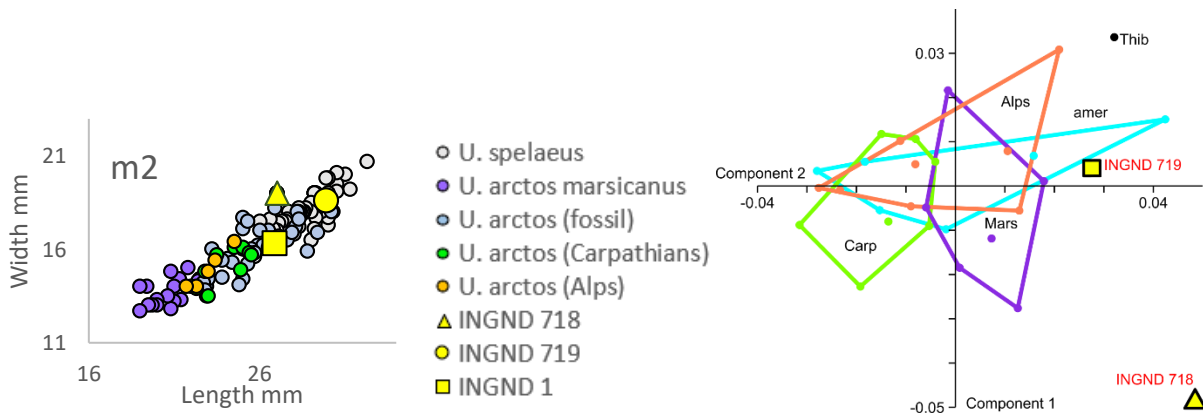 m2
Width mm
21
16
11
16
26
Length mm
U. spelaeus
U. arctos marsicanus
U. arctos (fossil)
U. arctos (Carpathians)
U. arctos (Alps)
INGND 718
INGND 719
INGND 1
0.03
Thib
Alps
amer
Component 2
INGND 719
-0.04
0.04
Mars
Carp
INGND 718
-0.05
Component 1